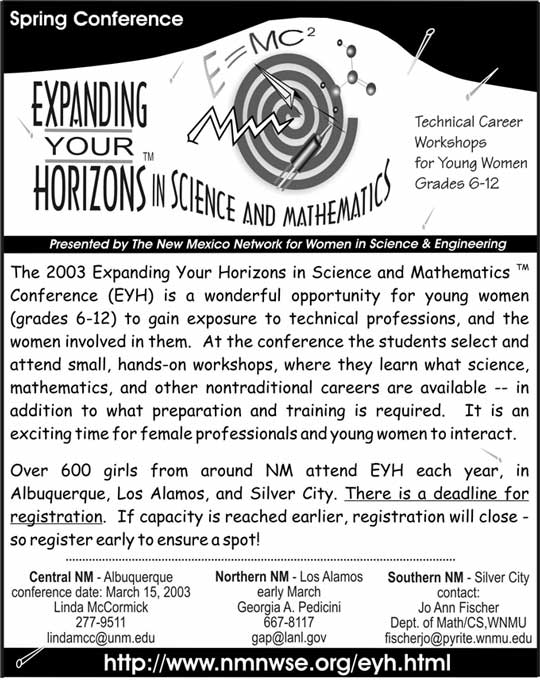 Spring Conference
E=MC²
EXPANDING
YOUR
HORIZONS™ IN SCIENCE AND MATHEMATICS
Technical Career
Workshops
for Young Women
Grades 6-12
Presented by The New Mexico Network for Women in Science & Engineering
The 2003 Expanding Your Horizons in Science and Mathematics ™
Conference (EYH) is a wonderful opportunity for young women
(grades 6-12) to gain exposure to technical professions, and the
women involved in them. At the conference the students select and
attend small, hands-on workshops, where they learn what science,
mathematics, and other nontraditional careers are available -- in
addition to what preparation and training is required. It is an
exciting time for female professionals and young women to interact.
Over 600 girls from around NM attend EYH each year, in
Albuquerque, Los Alamos, and Silver City. There is a deadline for
registration. If capacity is reached earlier, registration will close -
so register early to ensure a spot!
Central NM - Albuquerque
conference date: March 15, 2003
Linda McCormick
277-9511
lindamcc@unm.edu
Northern NM - Los Alamos
early March
Georgia A. Pedicini
667-8117
gap@lanl.gov
Southern NM - Silver City
contact:
Jo Ann Fischer
Dept. of Math/CS,WNMU
fischerjo@pyrite.wnmu.edu
http://www.nmnwse.org/eyh.html